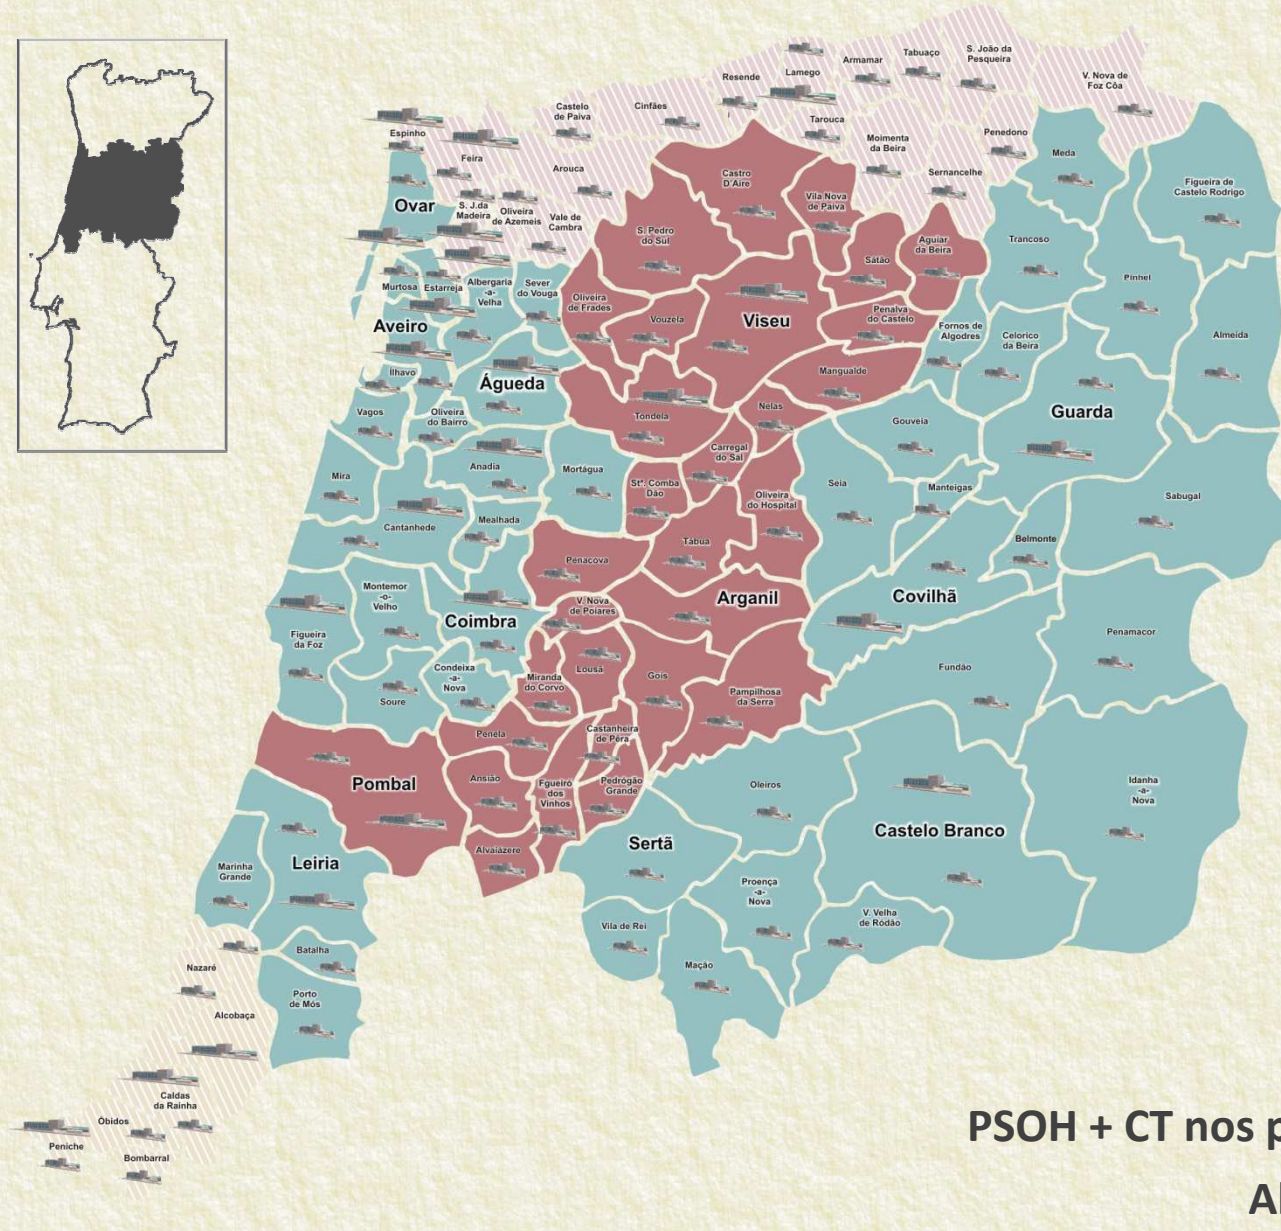 S. João da
Pesqueira
Tabuaço
Armamar
Lamego
Resende
V. Nova de
Foz Côa
Cinfães
Castelo
de Paiva
Tarouca
Espinho
Moimenta
da Beira
Penedono
Feira
Arouca
Sernancelhe
Meda
Castro
D'Aire
Figueira de
Castelo Rodrigo
Ovar
S. J.da
Madeira
Oliveira
de Azemeis
Vale de
Cambra
Vila Nova
de Paiva
S. Pedro
do Sul
Sátão
Aguiar
da Beira
Trancoso
Pinhel
Murtosa
Estarreja
Albergaria
-a-
Velha
Sever
do Vouga
Oliveira
de Frades
Vouzela
Viseu
Penalva
do Castelo
Fornos de
Algodres
Celorico
da Beira
Almeida
Aveiro
Ilhavo
Águeda
Mangualde
Guarda
Vagos
Oliveira
do Bairro
Tondela
Nelas
Gouveia
Carregal
do Sal
Mira
Anadia
Mortágua
Stª. Comba
Dão
Oliveira
do Hospital
Seia
Manteigas
Sabugal
Cantanhede
Mealhada
Tábua
Belmonte
Penacova
Montemor
-o-
Velho
Coimbra
V. Nova
de Poiares
Arganil
Covilhã
Figueira
da Foz
Penamacor
Condeixa
-a-
Nova
Miranda
do Corvo
Lousã
Gois
Pampilhosa
da Serra
Fundão
Soure
Penela
Castanheira
de Pêra
Pombal
Ansião
Fgueiró
dos
Vinhos
Pedrógão
Grande
Oleiros
Idanha
-a-
Nova
Alvaiázere
Sertã
Castelo Branco
Leiria
Marinha
Grande
Proença
-a-
Nova
V. Velha
de Ródão
Vila de Rei
Batalha
Mação
Nazaré
Porto
de Mós
Alcobaça
Caldas
da Rainha
Óbidos
Peniche
Bombarral
PSOH + CT nos p